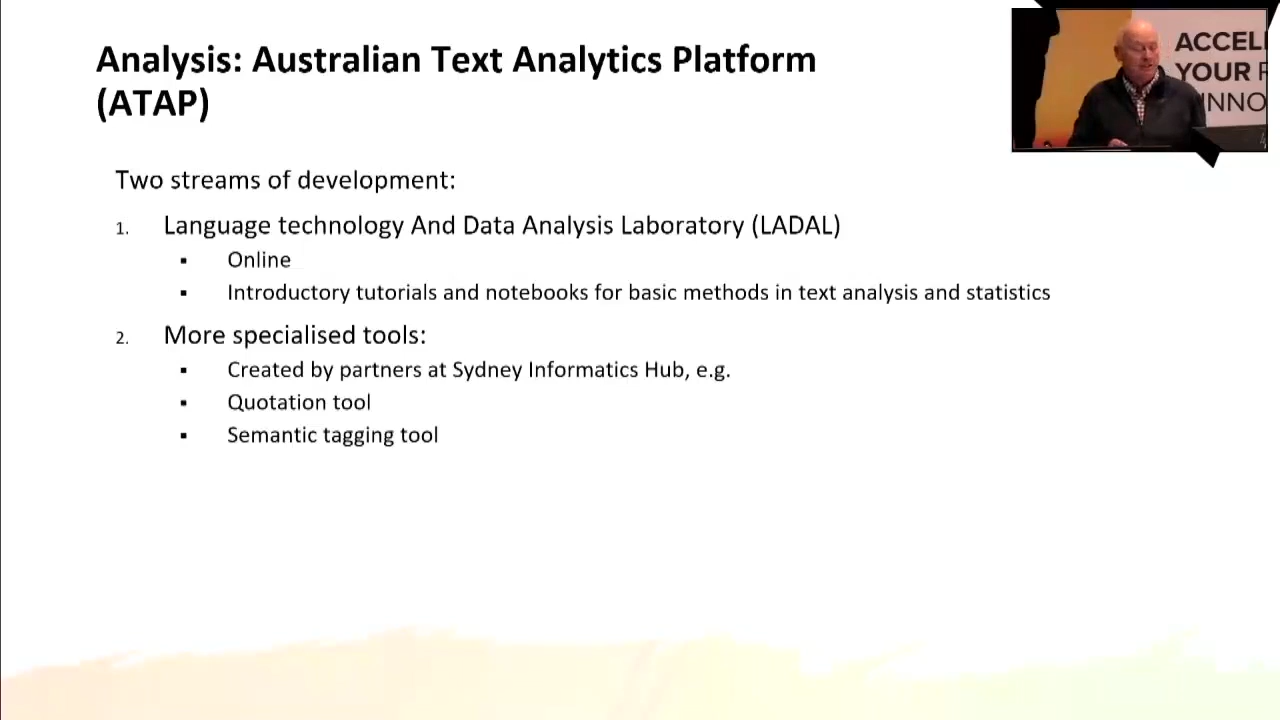 Analysis: Australian Text Analytics Platform
(ATAP)
ACCEL
YOUR
INNO
Two streams of development:
1. Language technology And Data Analysis Laboratory (LADAL)
▪ Online
▪ Introductory tutorials and notebooks for basic methods in text analysis and statistics
2. More specialised tools:
▪ Created by partners at Sydney Informatics Hub, e.g.
▪ Quotation tool
▪ Semantic tagging tool